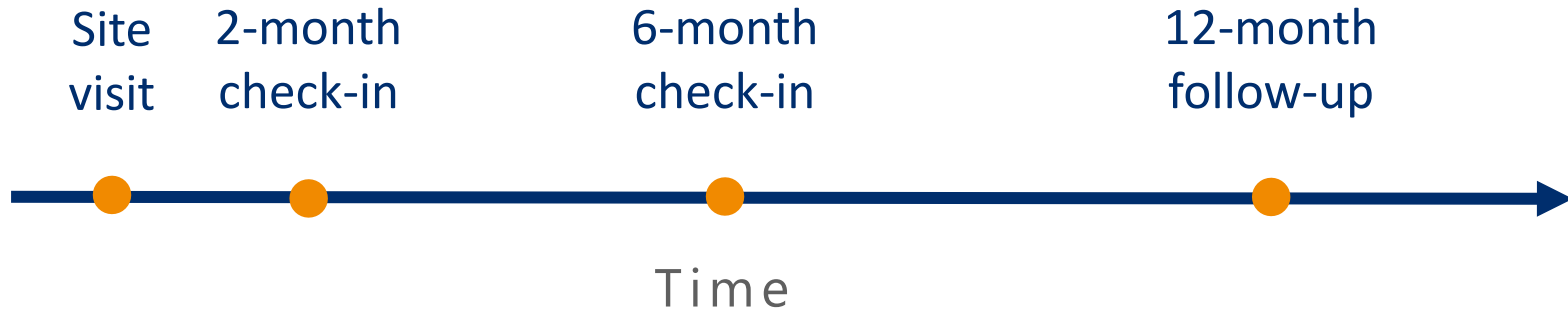 Site visit
2-month check-in
6-month check-in
12-month follow-up
Time